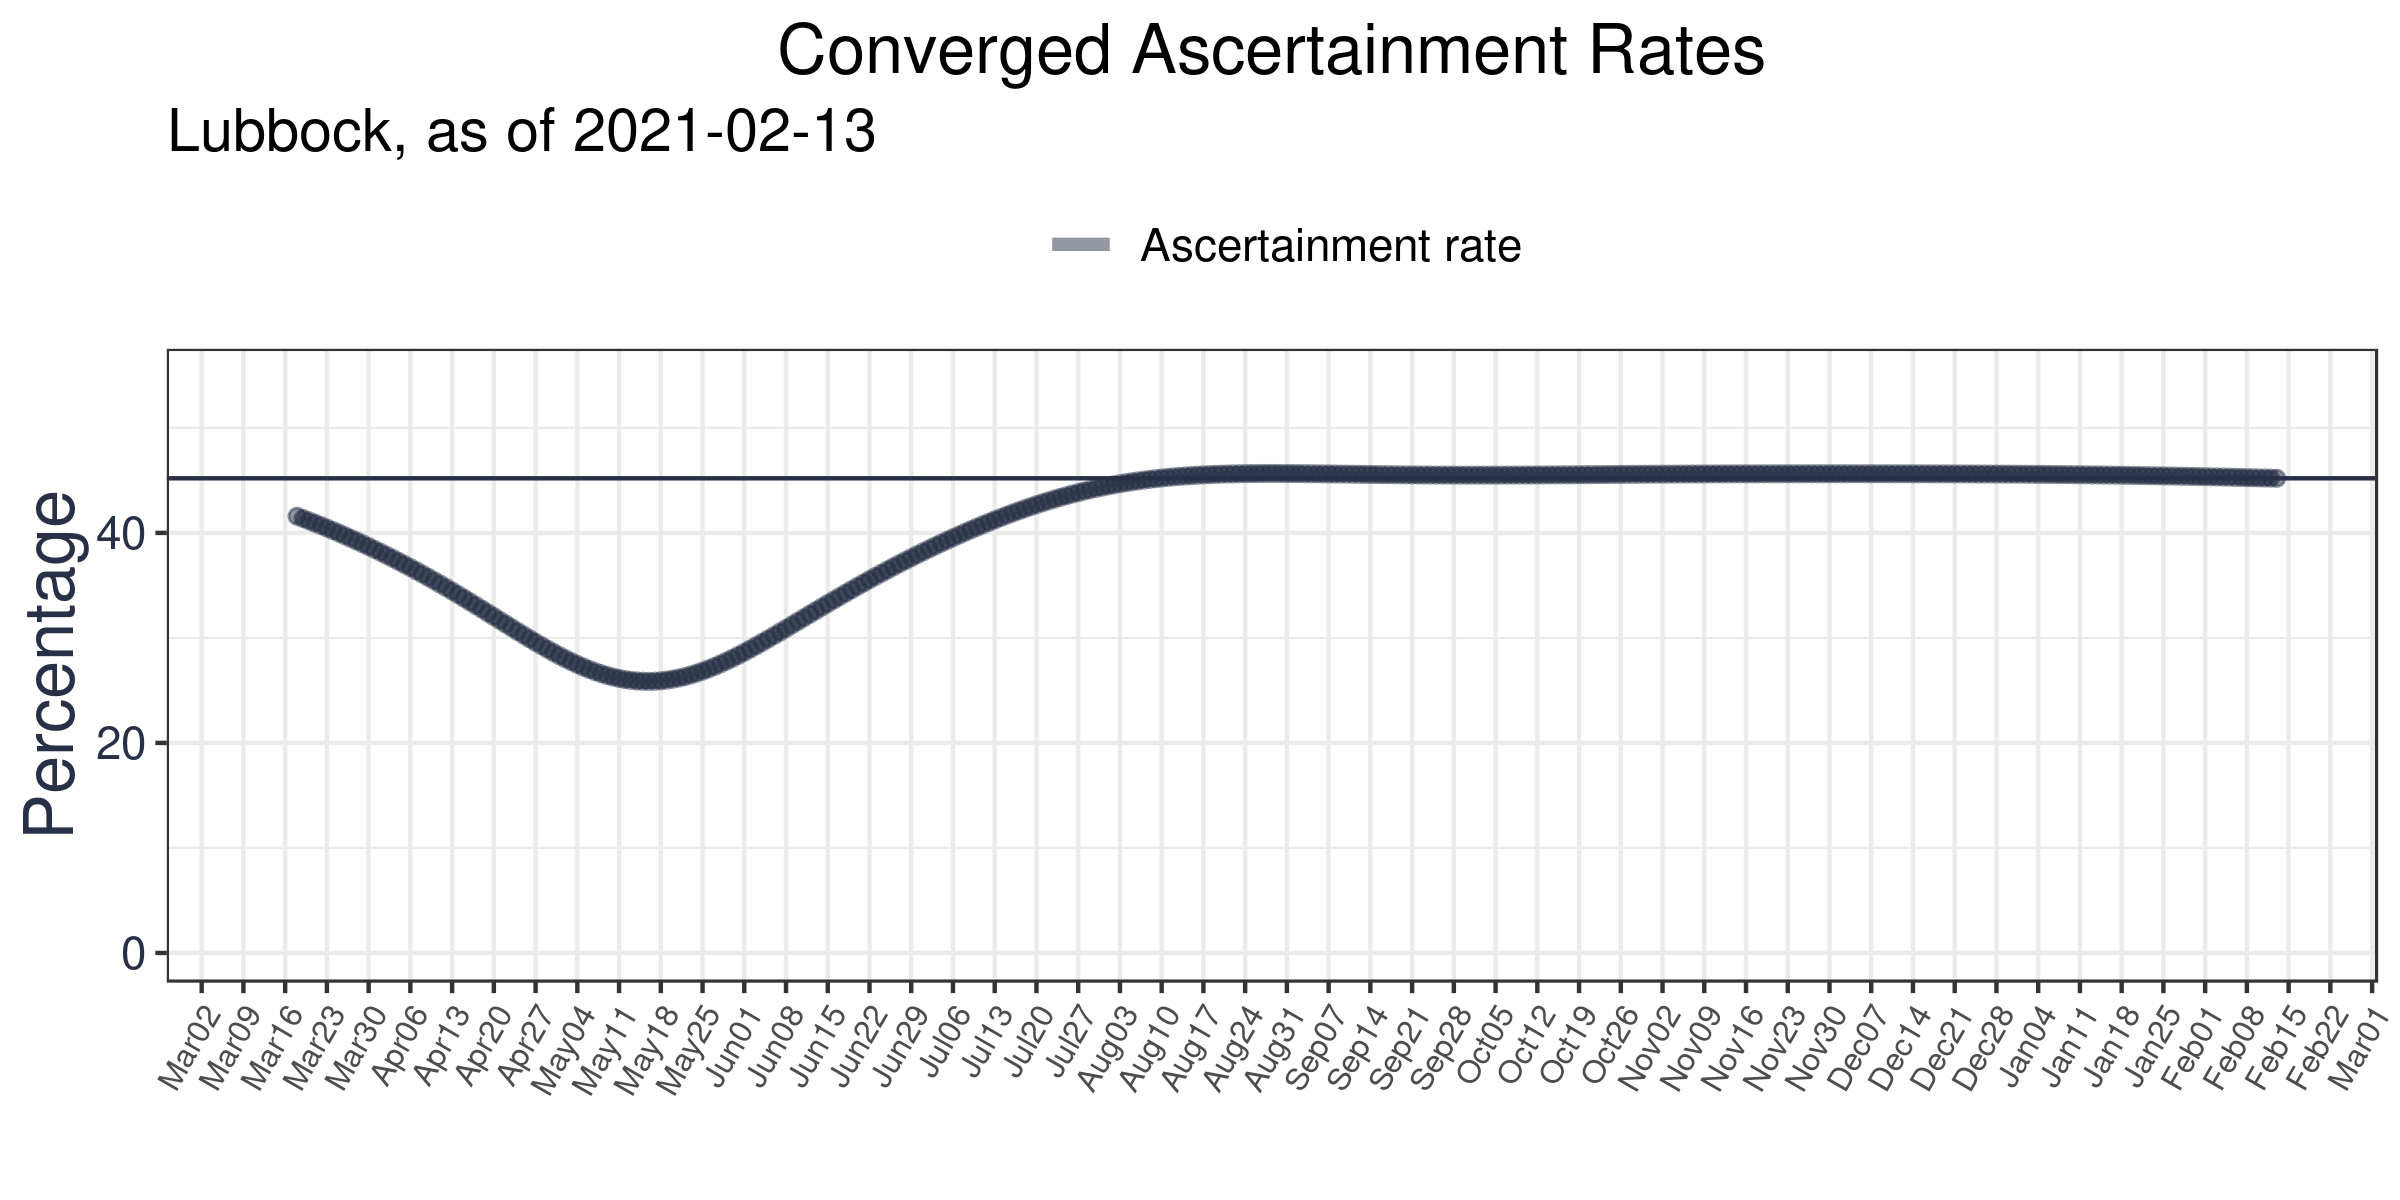 Converged Ascertainment Rates
Lubbock, as of 2021-02-13
Ascertainment rate
Percentage
40
20
0
Mar02
Mar09
Mar16
Mar23
Mar30
Apr06
Apr13
Apr20
Apr27
May04
May11
May18
May25
Jun01
Jun08
Jun15
Jun22
Jun29
Jul06
Jul13
Jul20
Jul27
Aug03
Aug10
Aug17
Aug24
Aug31
Sep07
Sep14
Sep21
Sep28
Oct05
Oct12
Oct19
Oct26
Nov02
Nov09
Nov16
Nov23
Nov30
Dec07
Dec14
Dec21
Dec28
Jan04
Jan11
Jan18
Jan25
Feb01
Feb08
Feb15
Feb22
Mar01